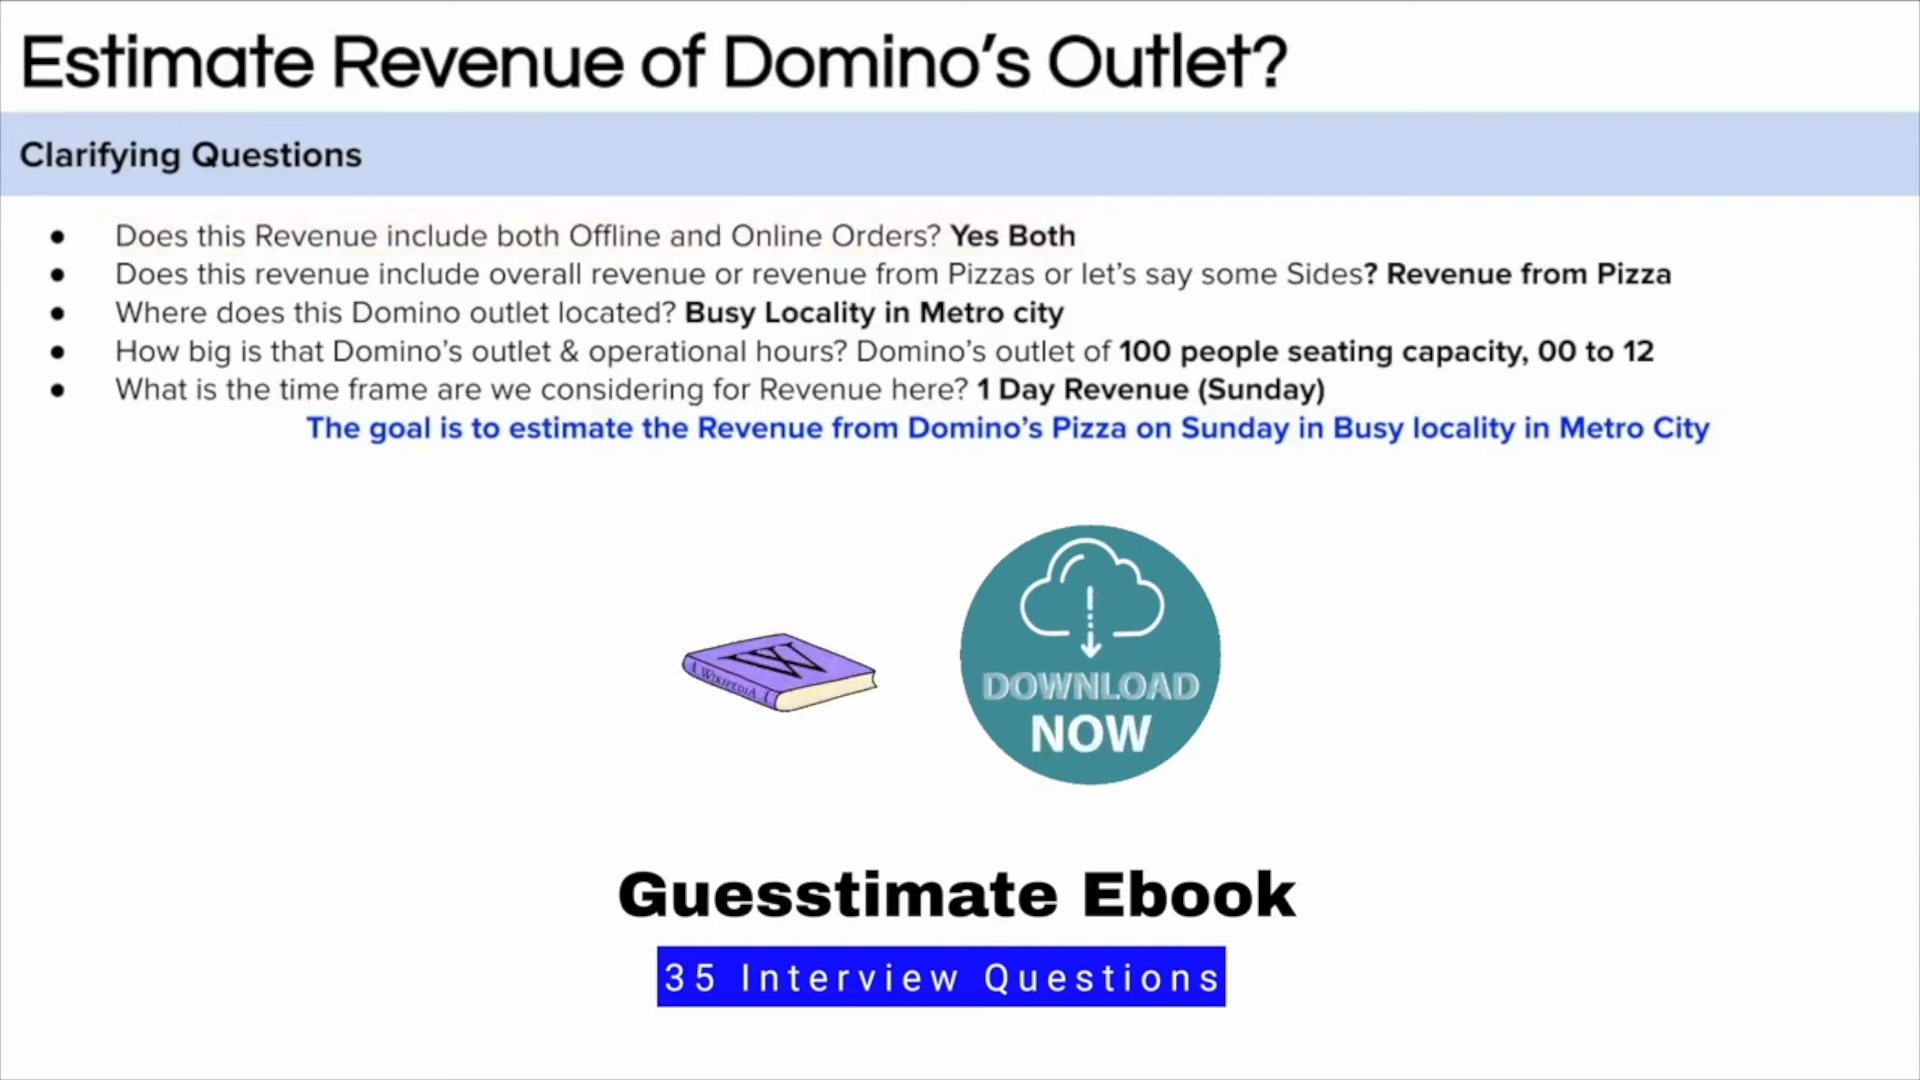 Estimate Revenue of Domino's Outlet?
Clarifying Questions
● Does this Revenue include both Offline and Online Orders? Yes Both
● Does this revenue include overall revenue or revenue from Pizzas or let's say some Sides? Revenue from Pizza
● Where does this Domino outlet located? Busy Locality in Metro city
● How big is that Domino's outlet & operational hours? Domino's outlet of 100 people seating capacity, 00 to 12
● What is the time frame are we considering for Revenue here? 1 Day Revenue (Sunday)
The goal is to estimate the Revenue from Domino's Pizza on Sunday in Busy locality in Metro City
W
WIKIPEDIA
DOWNLOAD
NOW
Guesstimate Ebook
35 Interview Questions